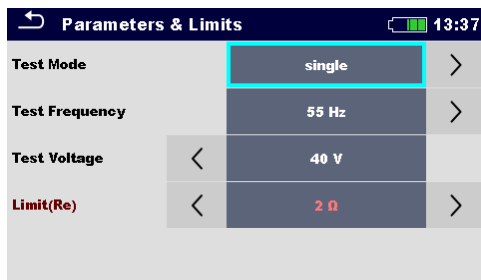 Parameters & Limits 13:37
Test Mode single
Test Frequency 55 Hz
Test Voltage 40 V
Limit(Re) 2 Ω